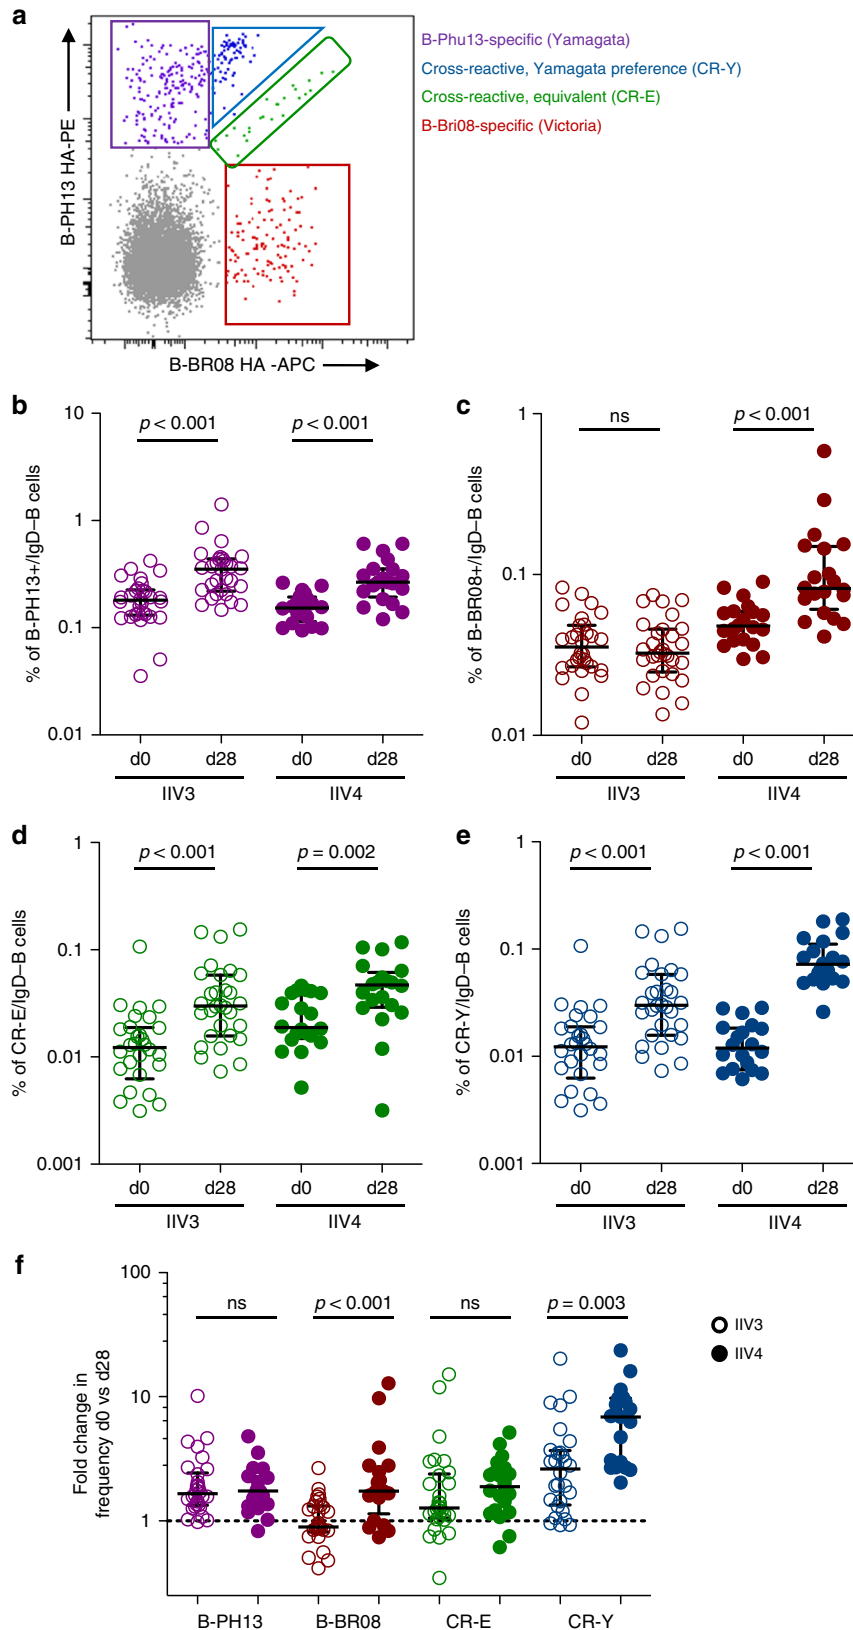 a
B-Phu13-specific (Yamagata)
Cross-reactive, Yamagata preference (CR-Y)
Cross-reactive, equivalent (CR-E)
B-Bri08-specific (Victoria)
B-PH13 HA-PE
B-BR08 HA -APC
b
% of B-PH13+/IgD–B cells
10
1
0.1
0.01
p < 0.001
p < 0.001
d0
d28
d0
d28
IIV3
IIV4
c
% of B-BR08+/IgD–B cells
1
0.1
0.01
ns
p < 0.001
d0
d28
d0
d28
IIV3
IIV4
d
% of CR-E/IgD–B cells
1
0.1
0.01
0.001
p < 0.001
p = 0.002
d0
d28
d0
d28
IIV3
IIV4
e
% of CR-Y/IgD–B cells
1
0.1
0.01
0.001
p < 0.001
p < 0.001
d0
d28
d0
d28
IIV3
IIV4
f
Fold change in
frequency d0 vs d28
100
10
1
ns
p < 0.001
ns
p = 0.003
IIV3
IIV4
B-PH13
B-BR08
CR-E
CR-Y